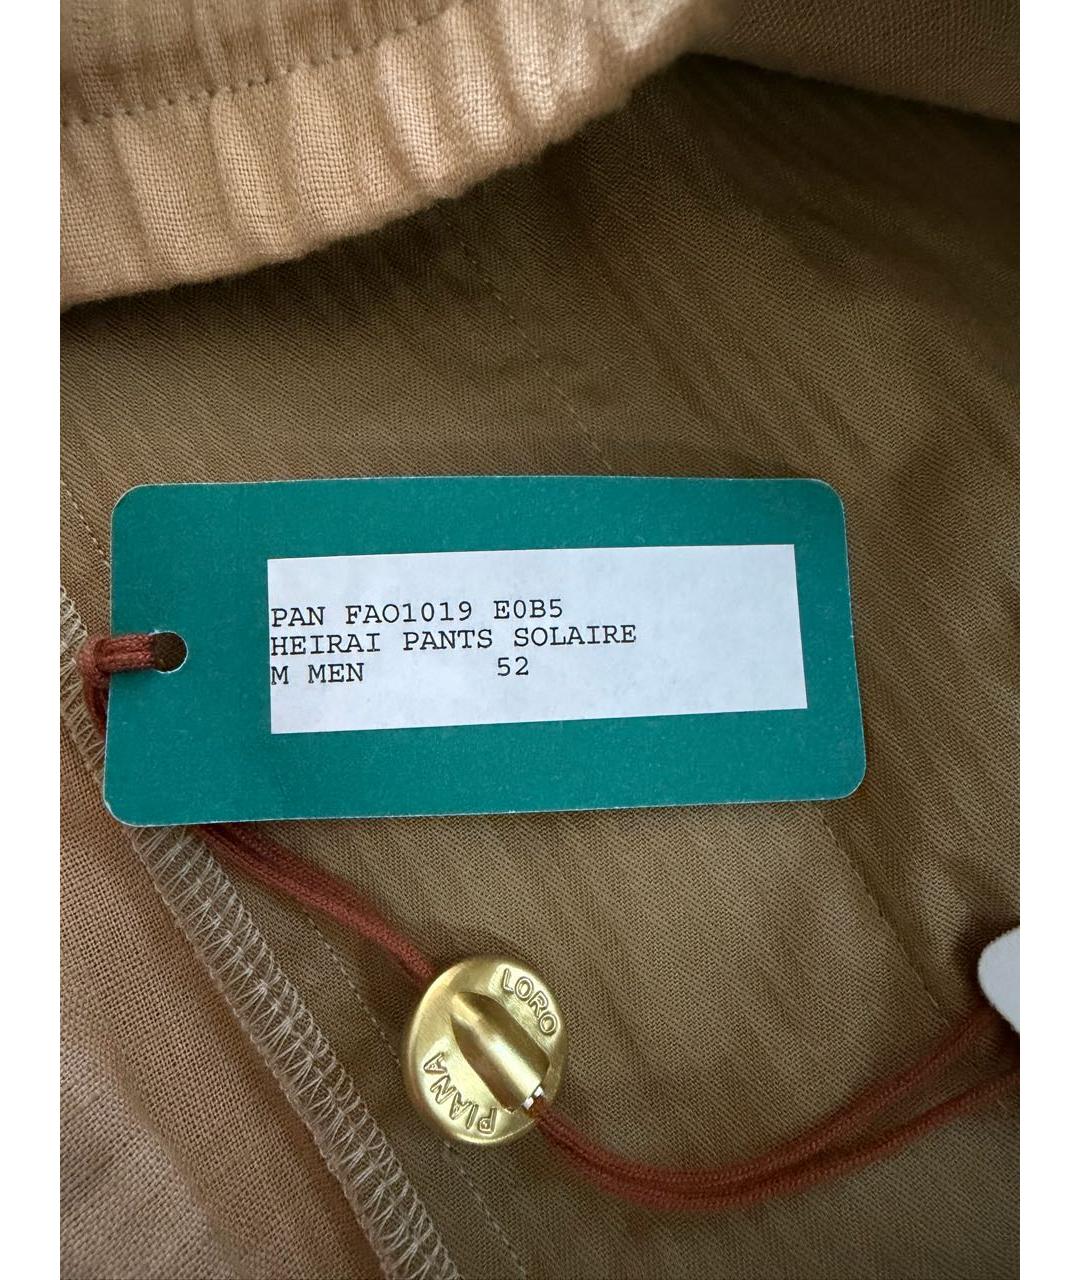 PAN FAO1019 E0B5
HEIRAI PANTS SOLAIRE
M MEN 52
LORO
PIANA